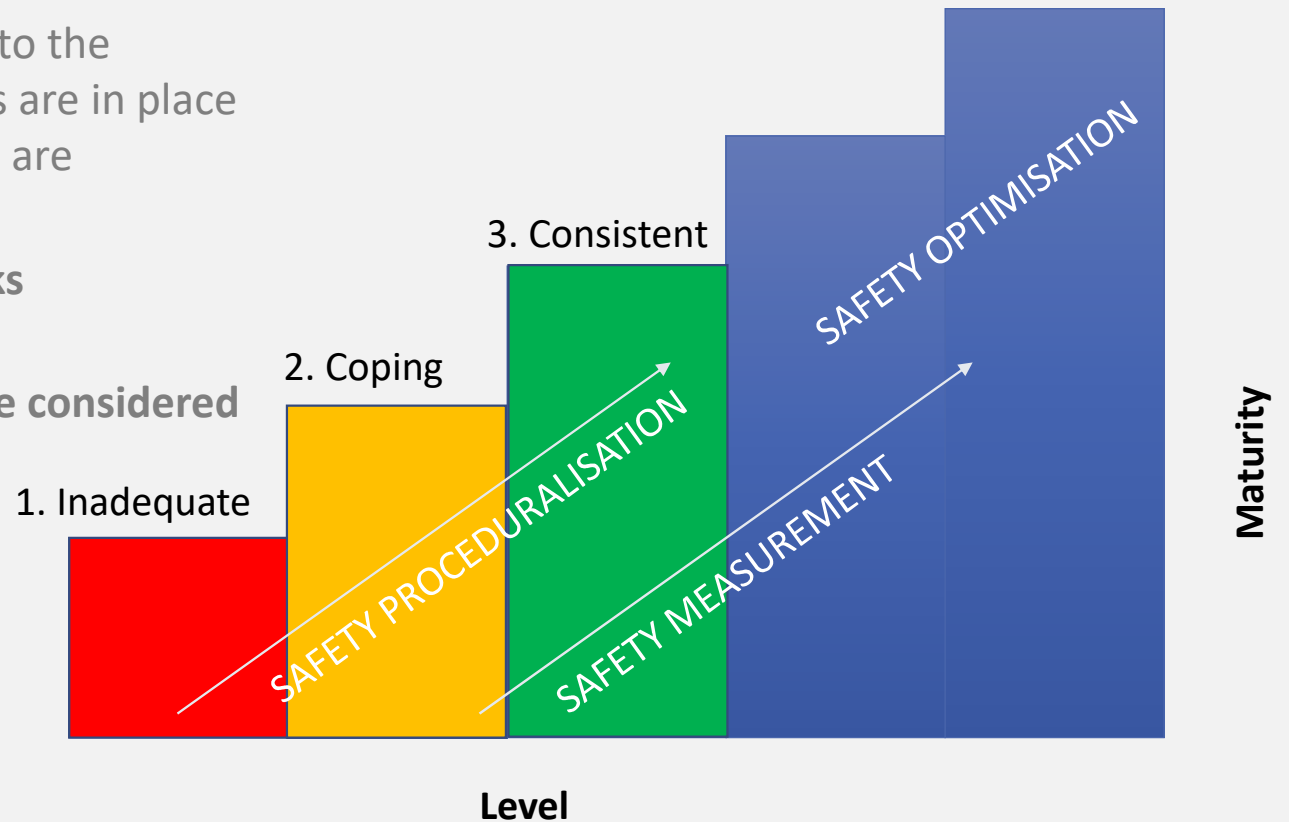 to the
s are in place
are
ks
e considered
1. Inadequate
2. Coping
3. Consistent
SAFETY PROCEDURALISATION
SAFETY MEASUREMENT
SAFETY OPTIMISATION
Maturity
Level